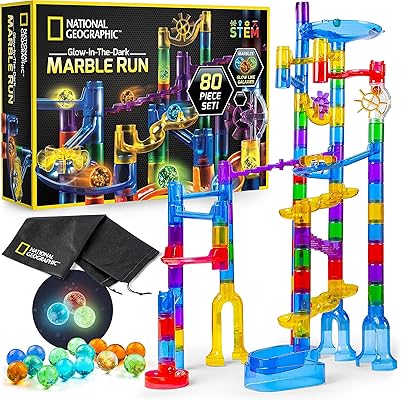 NATIONAL
GEOGRAPHIC™
Glow-In-The-Dark
MARBLE RUN
80
PIECE SET!
STEM
MARBLES
GLOW LIKE
GALAXIES
NATIONAL
GEOGRAPHIC
MARBLE RUN
NATIONAL
GEOGRAPHIC